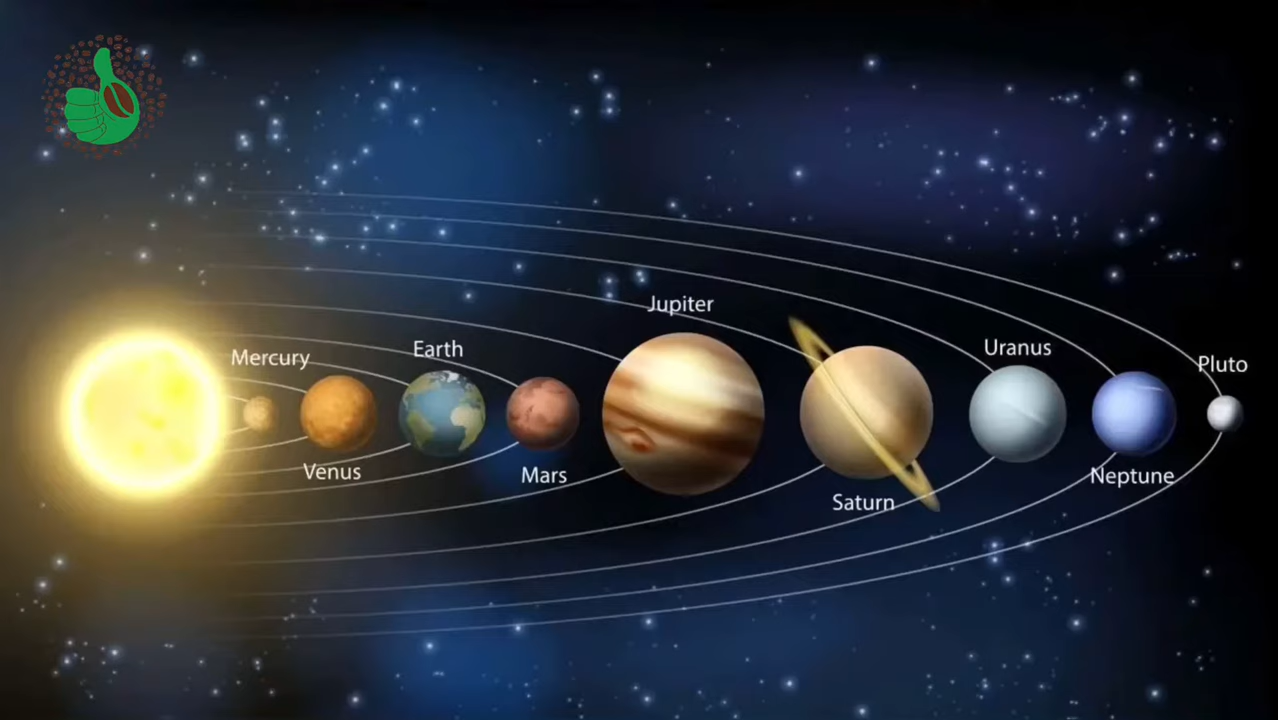 Mercury
Venus
Earth
Mars
Jupiter
Saturn
Uranus
Neptune
Pluto